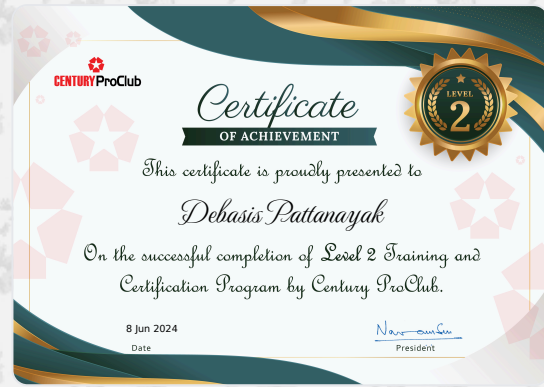 CENTURY ProClub
Certificate
OF ACHIEVEMENT
LEVEL
2
This certificate is proudly presented to
Debasis Pattanayak
On the successful completion of Level 2 Training and
Certification Program by Century ProClub.
8 Jun 2024
Date
President